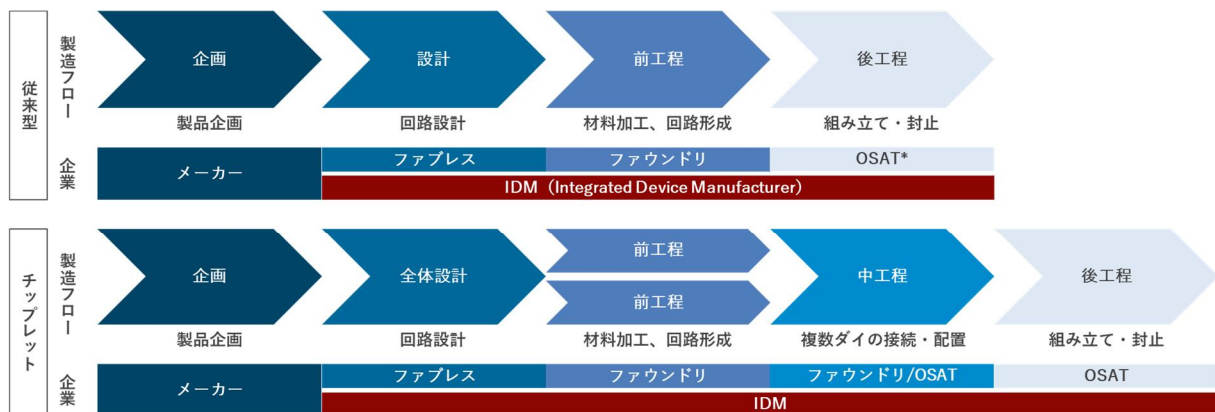 従来型
製造フロー
企画
設計
前工程
後工程
製品企画
回路設計
材料加工、回路形成
組み立て・封止
企業
メーカー
ファブレス
ファウンドリ
OSAT*
IDM（Integrated Device Manufacturer）
チップレット
製造フロー
企画
全体設計
前工程
前工程
中工程
後工程
製品企画
回路設計
材料加工、回路形成
複数ダイの接続・配置
組み立て・封止
企業
メーカー
ファブレス
ファウンドリ
ファウンドリ/OSAT
OSAT
IDM